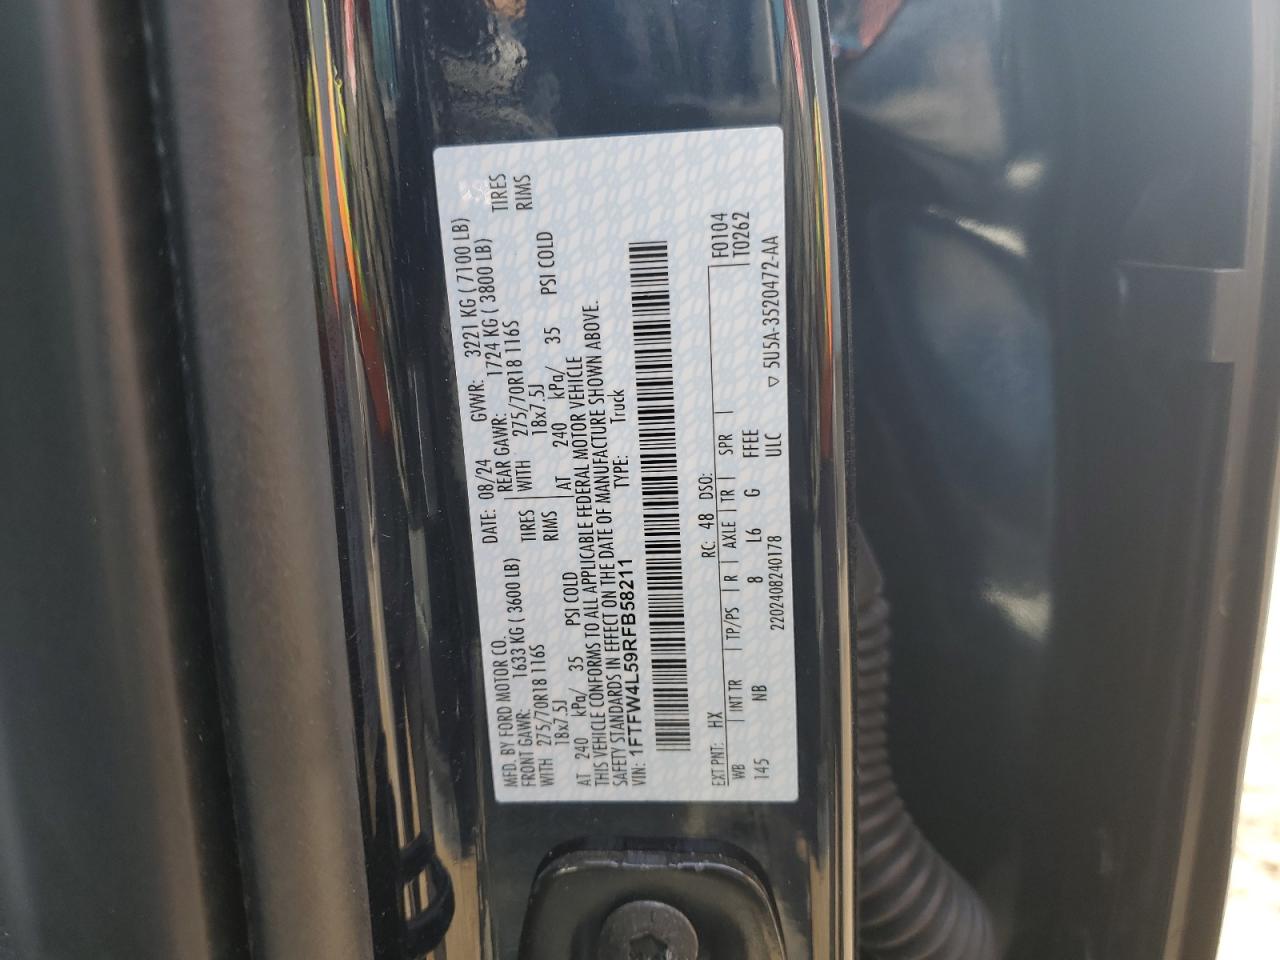 MFD. BY FORD MOTOR CO. DATE: 08/24 GVWR: 3221 KG ( 7100 LB)
FRONT GAWR: 1633 KG ( 3600 LB) REAR GAWR: 1724 KG ( 3800 LB)
WITH 275/70R18 116S TIRES WITH 275/70R18 116S TIRES
18x7.5J RIMS 18x7.5J RIMS
AT 240 kPa/ 35 PSI COLD AT 240 kPa/ 35 PSI COLD
THIS VEHICLE CONFORMS TO ALL APPLICABLE FEDERAL MOTOR VEHICLE
SAFETY STANDARDS IN EFFECT ON THE DATE OF MANUFACTURE SHOWN ABOVE.
VIN: 1FTFW4L59RFB58211 TYPE: Truck
EXT PNT: HX RC: 48 DSO: F0104
WB INT TR TP/PS R AXLE TR SPR T0262
145 NB 8 L6 G FFEE
2202408240178 ULC ▽ 5U5A-3520472-AA